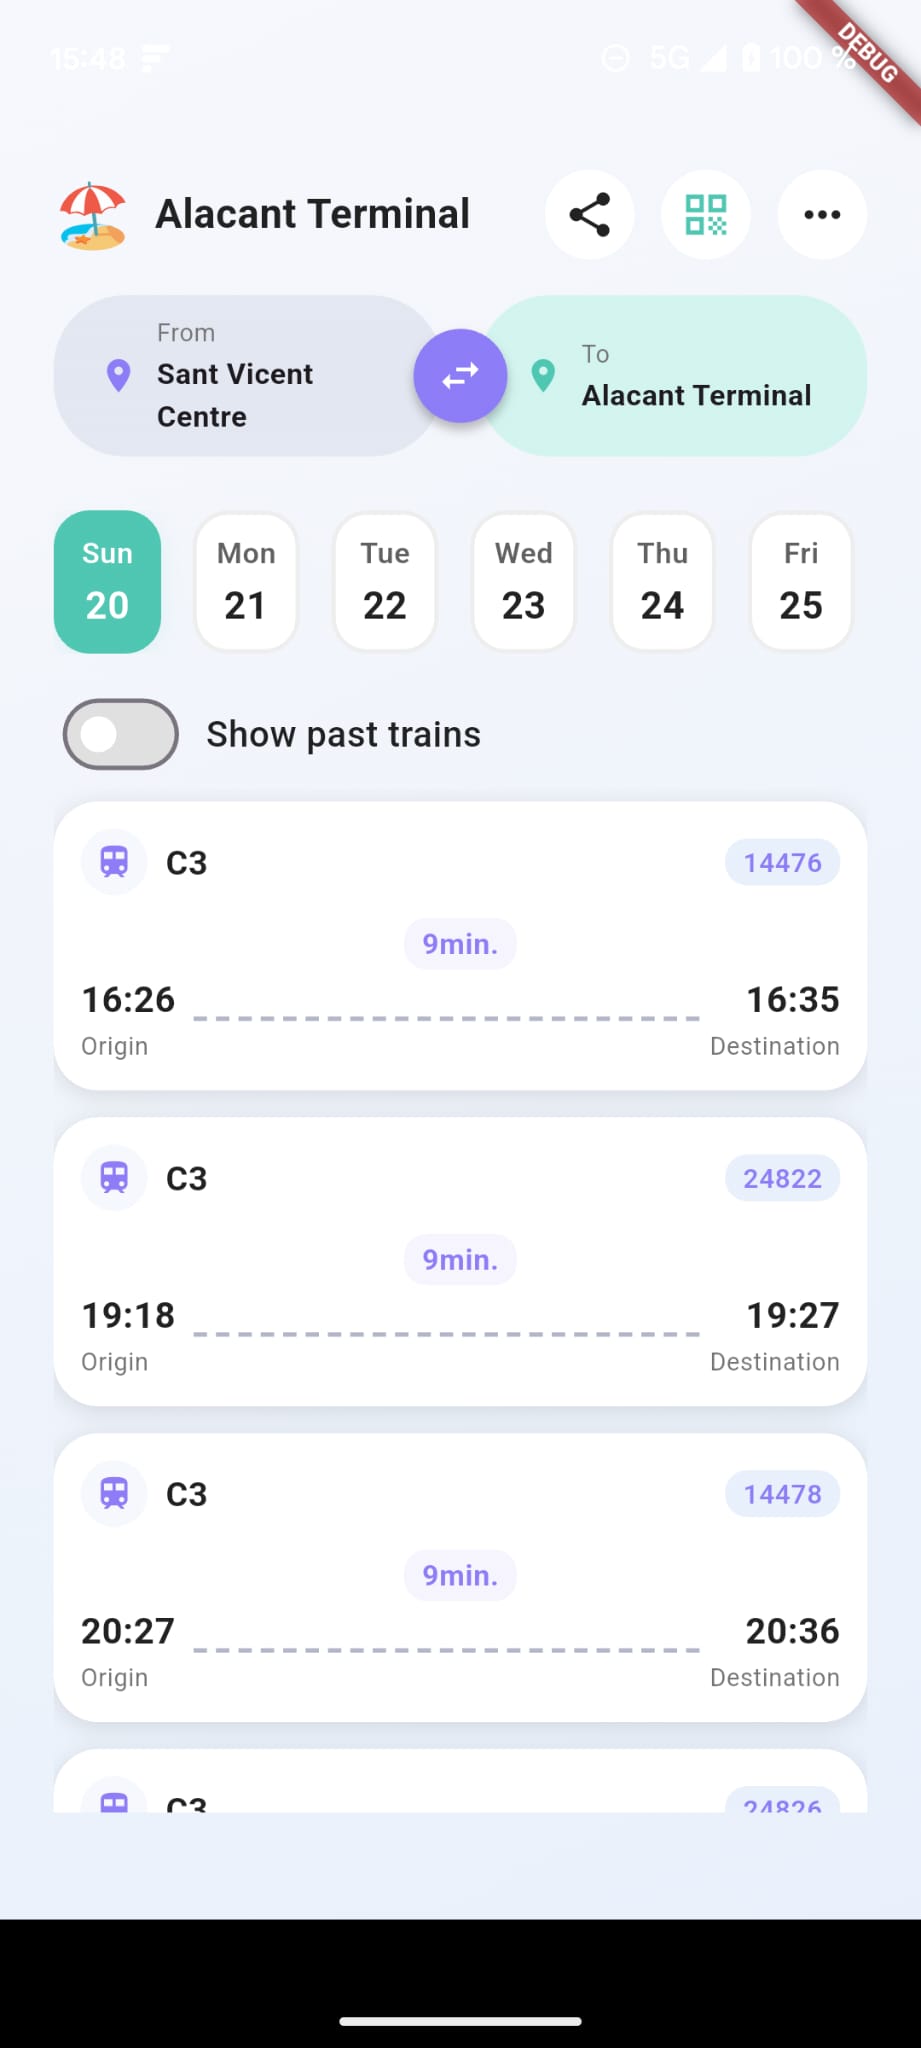 15:48
5G 100 %
DEBUG
Alacant Terminal
From
Sant Vicent
Centre
To
Alacant Terminal
Sun Mon Tue Wed Thu Fri
20 21 22 23 24 25
Show past trains
C3 14476
9min.
16:26 16:35
Origin Destination
C3 24822
9min.
19:18 19:27
Origin Destination
C3 14478
9min.
20:27 20:36
Origin Destination
C3 24826